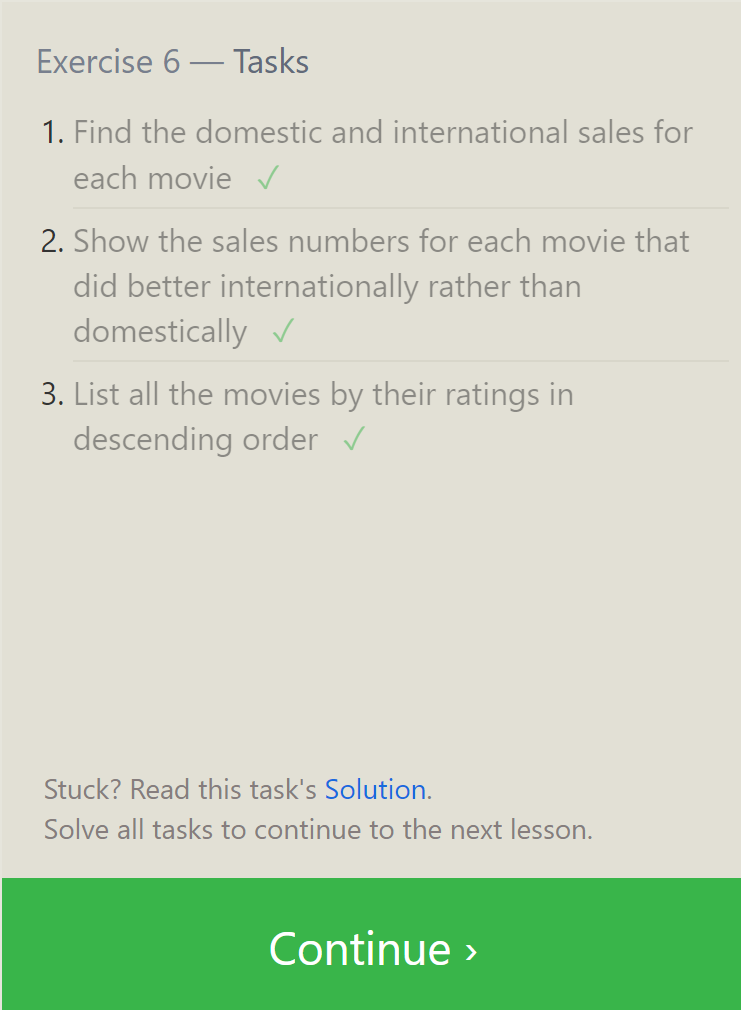 Exercise 6 — Tasks
1. Find the domestic and international sales for
each movie ✓
2. Show the sales numbers for each movie that
did better internationally rather than
domestically ✓
3. List all the movies by their ratings in
descending order ✓
Stuck? Read this task's Solution.
Solve all tasks to continue to the next lesson.
Continue ›